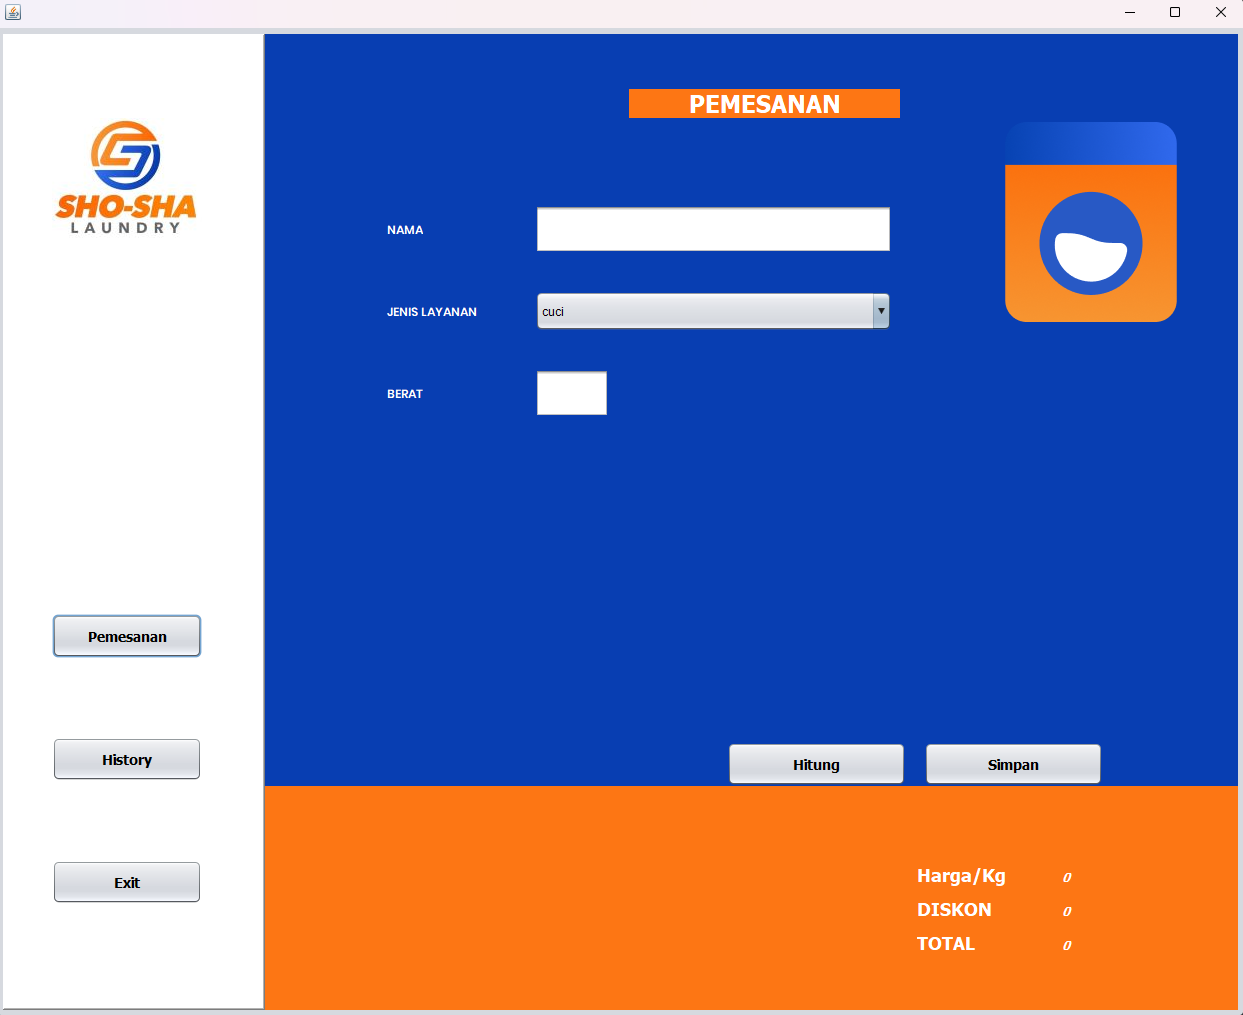 SHO-SHA
LAUNDRY
Pemesanan
History
Exit
PEMESANAN
NAMA
JENIS LAYANAN
cuci
BERAT
Hitung
Simpan
Harga/Kg 0
DISKON 0
TOTAL 0